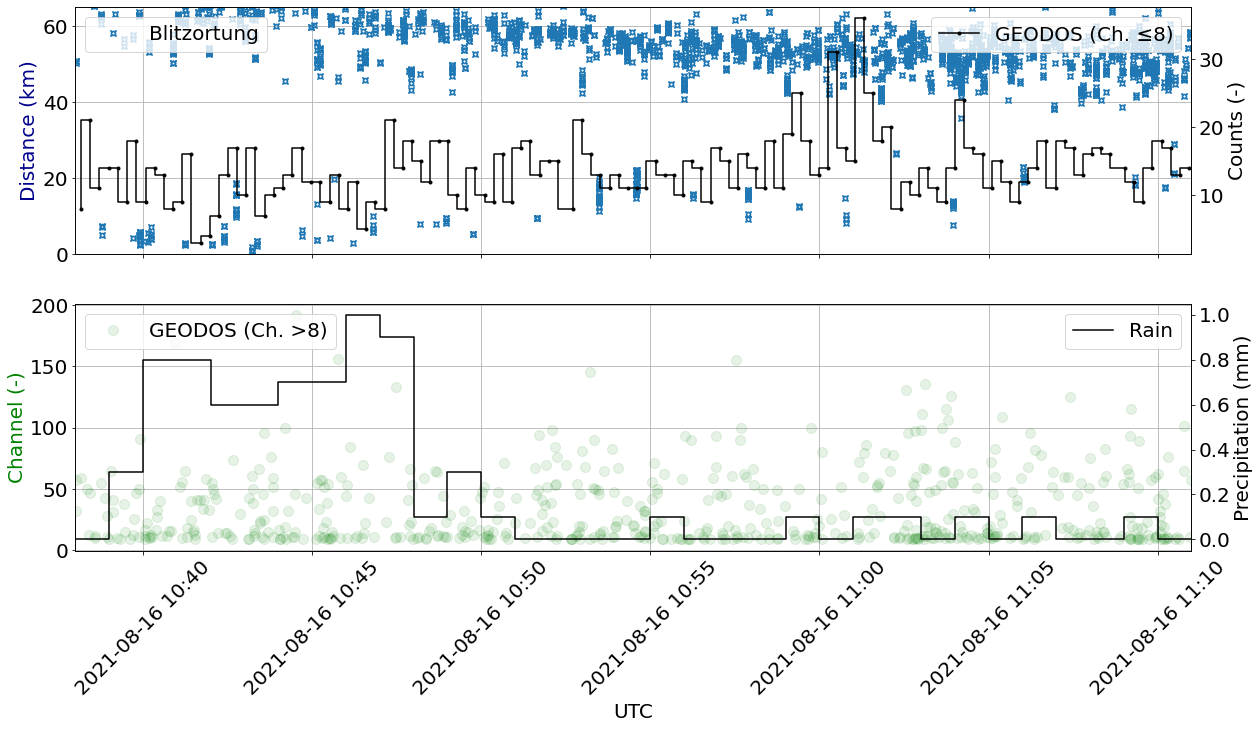 60
40
20
0
Distance (km)
Blitzortung
GEODOS (Ch. ≤8)
30
20
10
Counts (-)
200
150
100
50
0
Channel (-)
GEODOS (Ch. >8)
Rain
1.0
0.8
0.6
0.4
0.2
0.0
Precipitation (mm)
2021-08-16 10:40
2021-08-16 10:45
2021-08-16 10:50
2021-08-16 10:55
2021-08-16 11:00
2021-08-16 11:05
2021-08-16 11:10
UTC